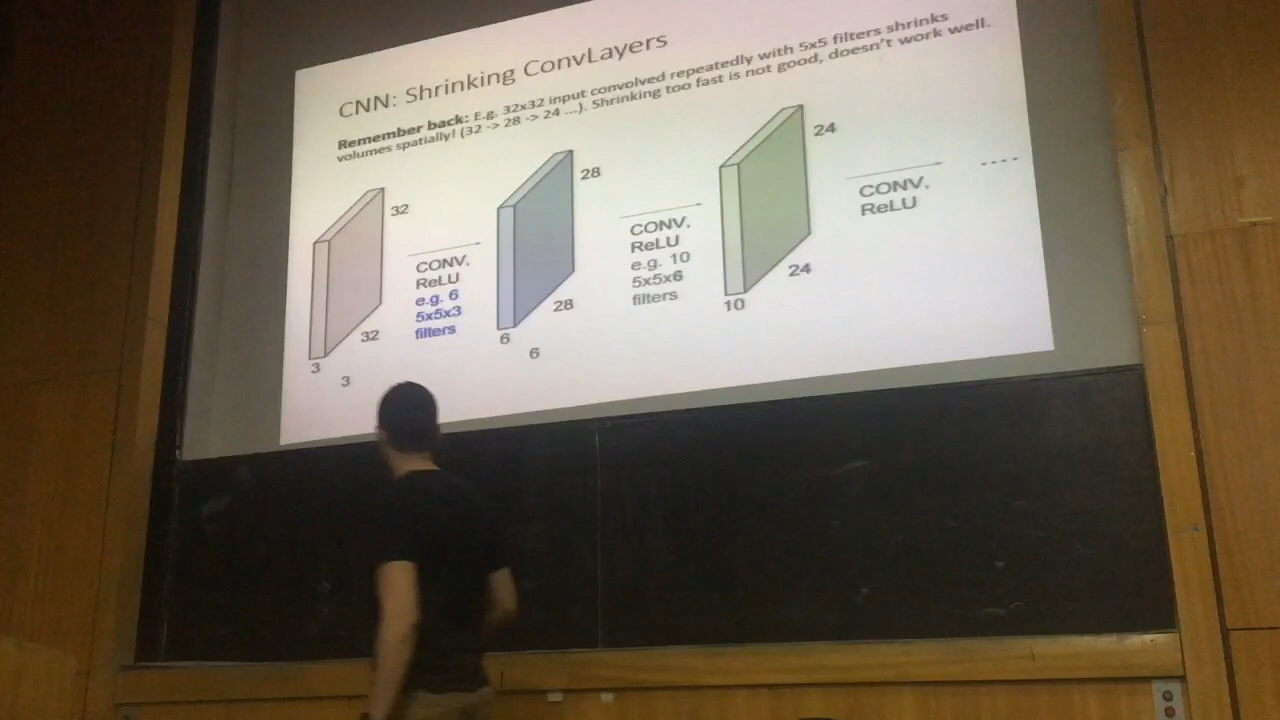 CNN: Shrinking ConvLayers
Remember back: E.g. 32x32 input convolved repeatedly with 5x5 filters shrinks
volumes spatially! (32 -> 28 -> 24 ...). Shrinking too fast is not good, doesn't work well.
32
32
3
3
CONV,
ReLU
e.g. 6
5x5x3
filters
28
28
6
6
CONV,
ReLU
e.g. 10
5x5x6
filters
24
24
10
CONV,
ReLU
....